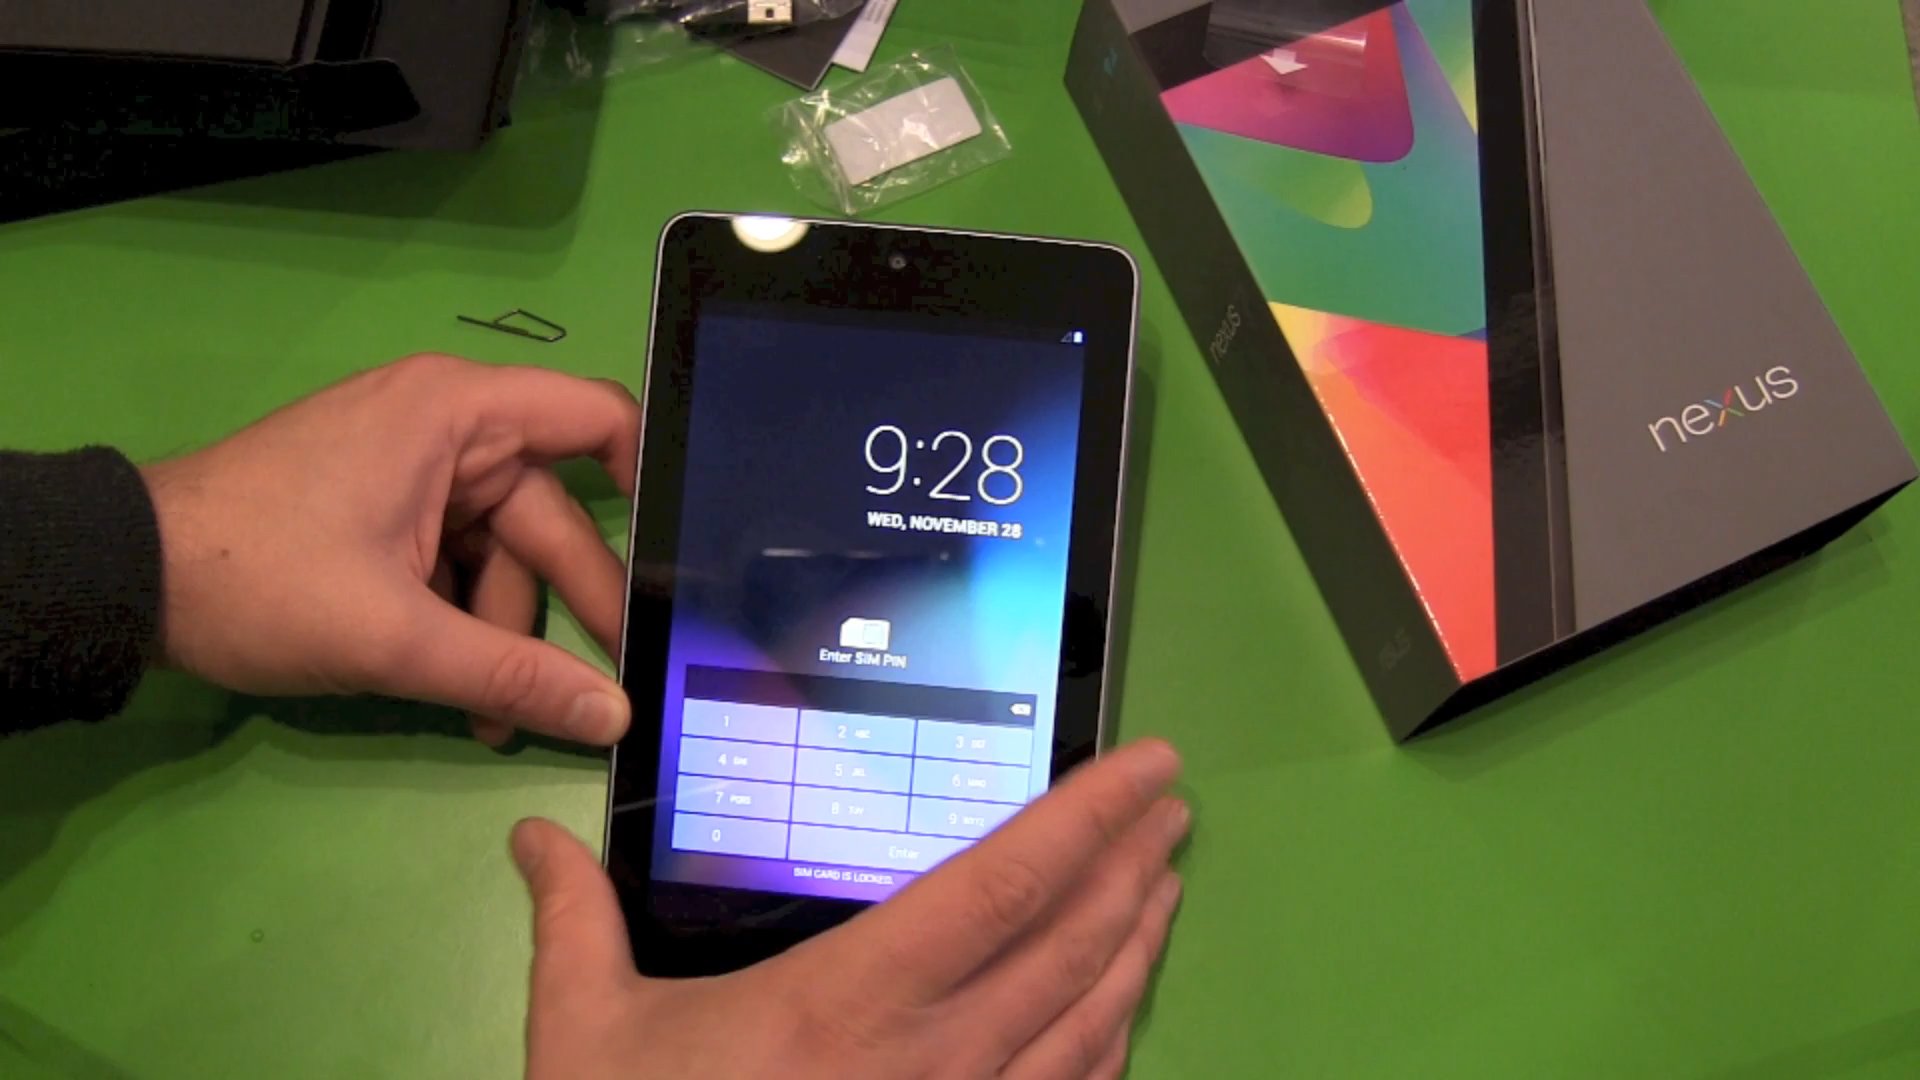 9:28
WED, NOVEMBER 28
Enter SIM PIN
1
2 ABC
3 DEF
4 GHI
5 JKL
6 MNO
7 PQRS
8 TUV
9 WXYZ
0
Enter
SIM CARD IS LOCKED.
nexus
nexus
ASUS